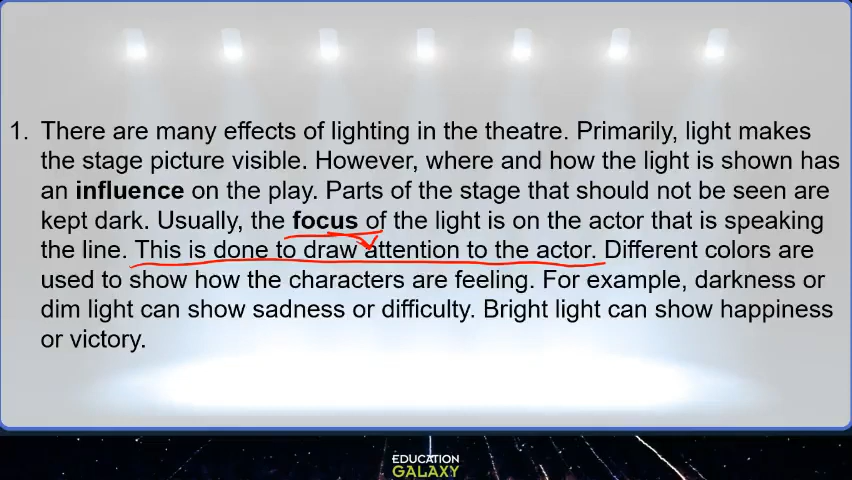 1. There are many effects of lighting in the theatre. Primarily, light makes
the stage picture visible. However, where and how the light is shown has
an influence on the play. Parts of the stage that should not be seen are
kept dark. Usually, the focus of the light is on the actor that is speaking
the line. This is done to draw attention to the actor. Different colors are
used to show how the characters are feeling. For example, darkness or
dim light can show sadness or difficulty. Bright light can show happiness
or victory.
EDUCATION
GALAXY